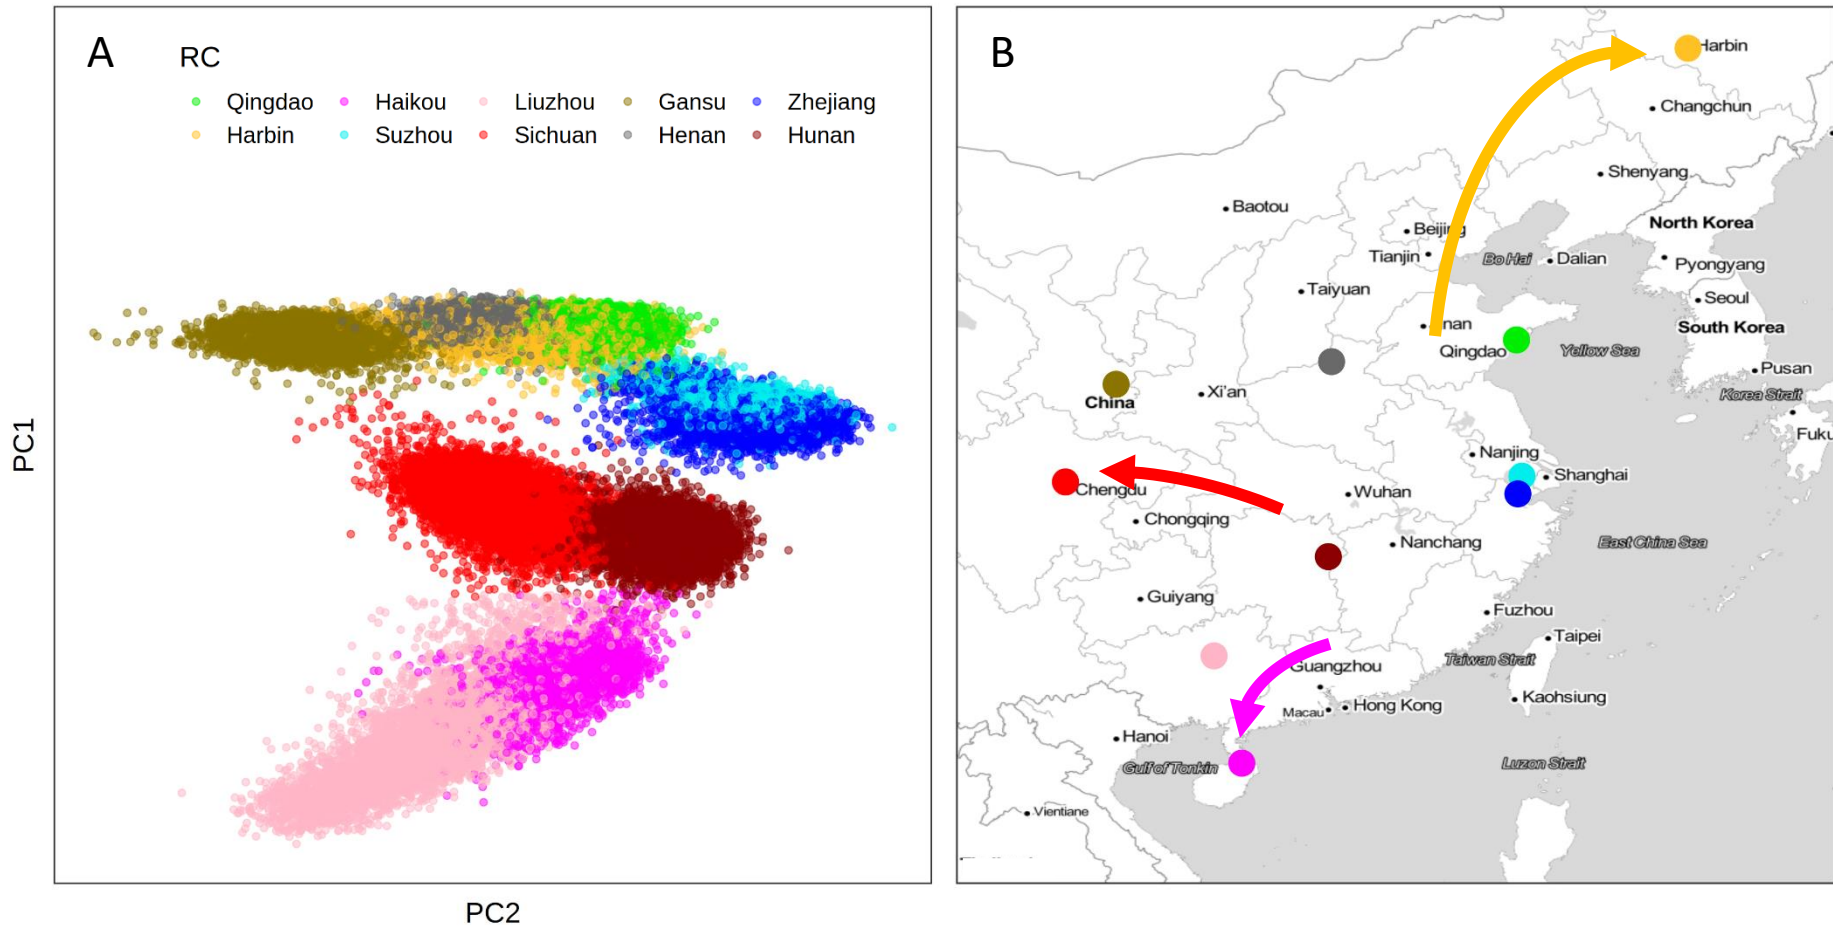 A
RC
Qingdao Haikou Liuzhou Gansu Zhejiang
Harbin Suzhou Sichuan Henan Hunan
PC1
PC2
B
Harbin
Changchun
Shenyang
Baotou
North Korea
Beijing
Tianjin
Bo Hai
Dalian
Pyongyang
Taiyuan
Seoul
South Korea
nan
Qingdao
Yellow Sea
Pusan
Xi'an
China
Korea Strait
Fuku
Nanjing
Shanghai
Chengdu
Wuhan
Chongqing
Nanchang
East China Sea
Guiyang
Fuzhou
Taipei
Taiwan Strait
Guangzhou
Kaohsiung
Macau
Hong Kong
Hanoi
Gulf of Tonkin
Luzon Strait
Vientiane